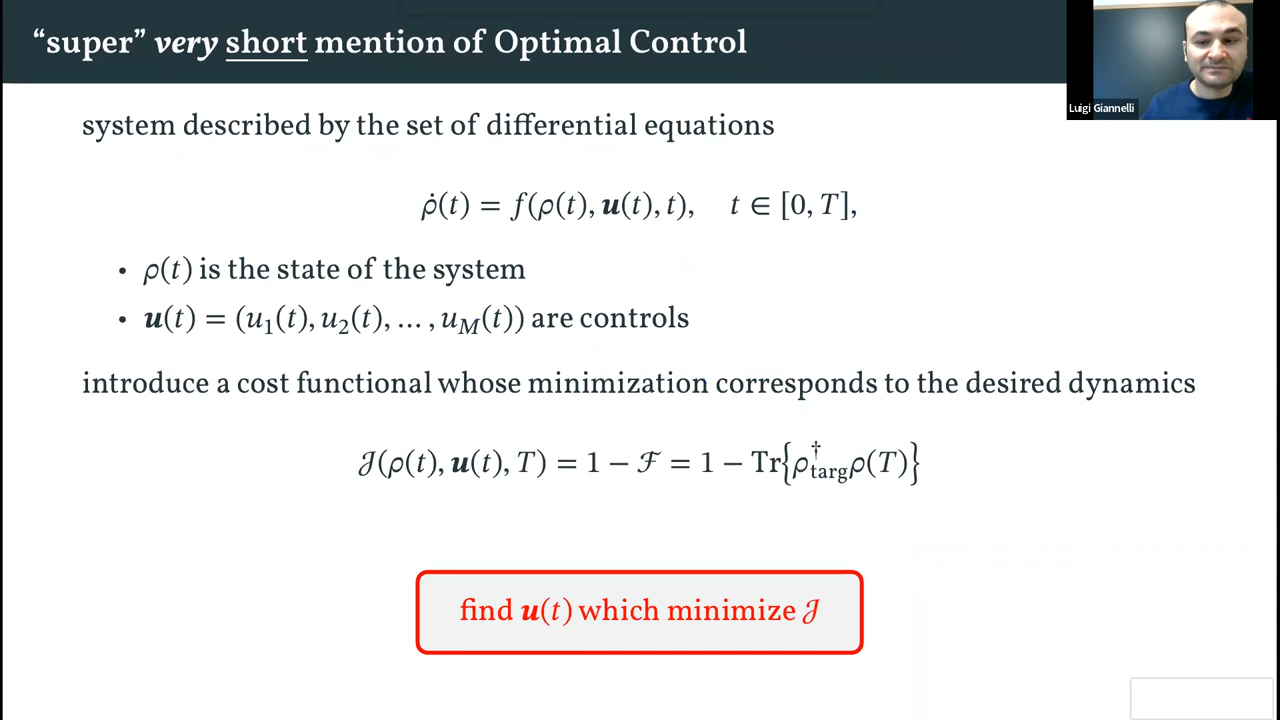 “super” very short mention of Optimal Control
Luigi Giannelli
system described by the set of differential equations
ρ̇(t) = f(ρ(t), u(t), t), t ∈ [0, T],
• ρ(t) is the state of the system
• u(t) = (u₁(t), u₂(t), … , u_M(t)) are controls
introduce a cost functional whose minimization corresponds to the desired dynamics
𝒥(ρ(t), u(t), T) = 1 − ℱ = 1 − Tr{ρ†_targ ρ(T)}
find u(t) which minimize 𝒥